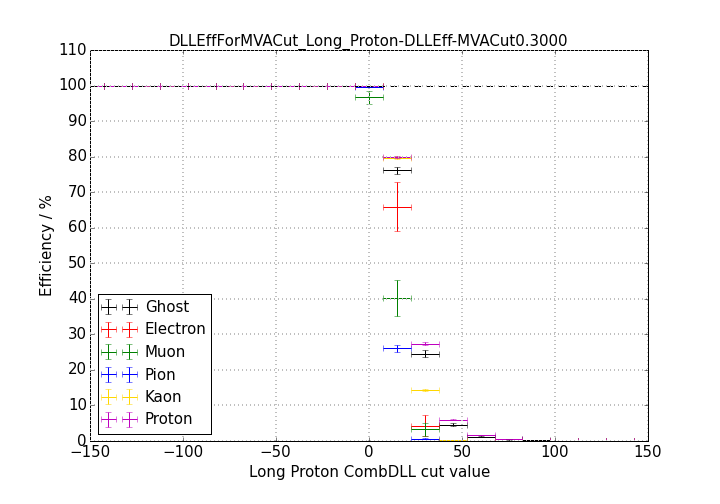 DLLEffForMVACut_Long_Proton-DLLEff-MVACut0.3000
110
100
90
80
70
60
50
40
30
20
10
0
Efficiency / %
Ghost
Electron
Muon
Pion
Kaon
Proton
−150 −100 −50 0 50 100 150
Long Proton CombDLL cut value